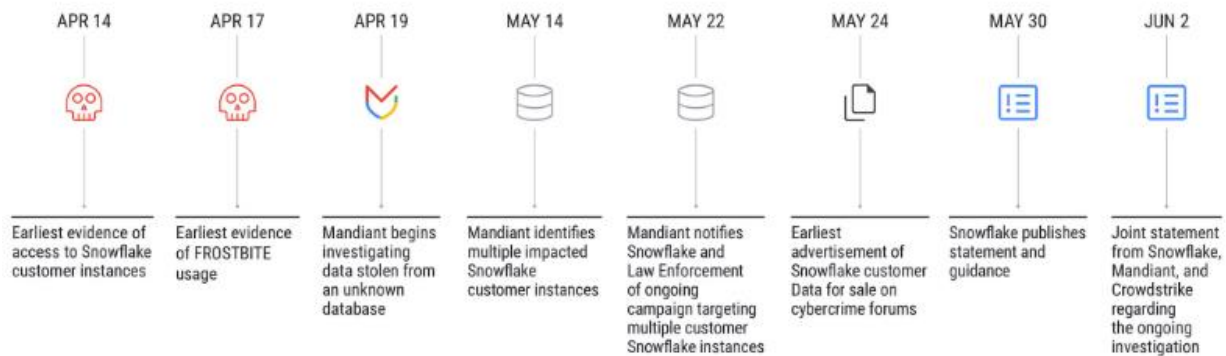 APR 14
APR 17
APR 19
MAY 14
MAY 22
MAY 24
MAY 30
JUN 2
Earliest evidence of
access to Snowflake
customer instances
Earliest evidence
of FROSTBITE
usage
Mandiant begins
investigating
data stolen from
an unknown
database
Mandiant identifies
multiple impacted
Snowflake
customer instances
Mandiant notifies
Snowflake and
Law Enforcement
of ongoing
campaign targeting
multiple customer
Snowflake instances
Earliest
advertisement of
Snowflake customer
Data for sale on
cybercrime forums
Snowflake publishes
statement and
guidance
Joint statement
from Snowflake,
Mandiant, and
Crowdstrike
regarding
the ongoing
investigation